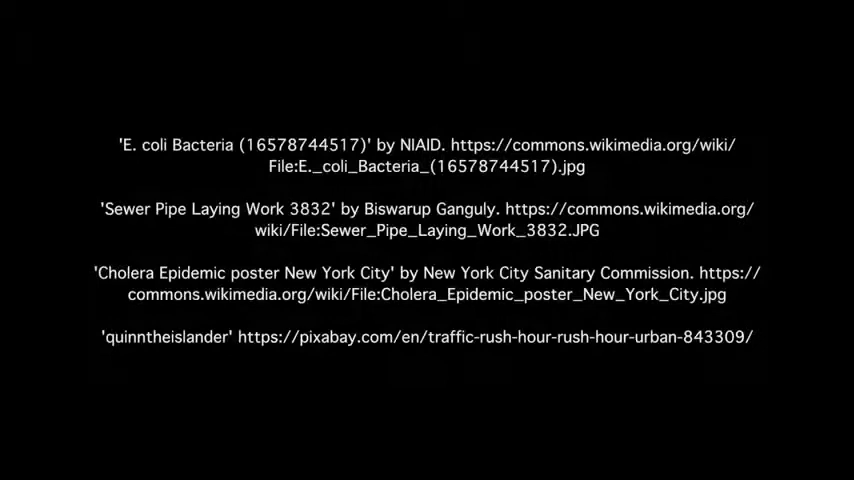 'E. coli Bacteria (16578744517)' by NIAID. https://commons.wikimedia.org/wiki/
File:E._coli_Bacteria_(16578744517).jpg
'Sewer Pipe Laying Work 3832' by Biswarup Ganguly. https://commons.wikimedia.org/
wiki/File:Sewer_Pipe_Laying_Work_3832.JPG
'Cholera Epidemic poster New York City' by New York City Sanitary Commission. https://
commons.wikimedia.org/wiki/File:Cholera_Epidemic_poster_New_York_City.jpg
'quinntheislander' https://pixabay.com/en/traffic-rush-hour-rush-hour-urban-843309/